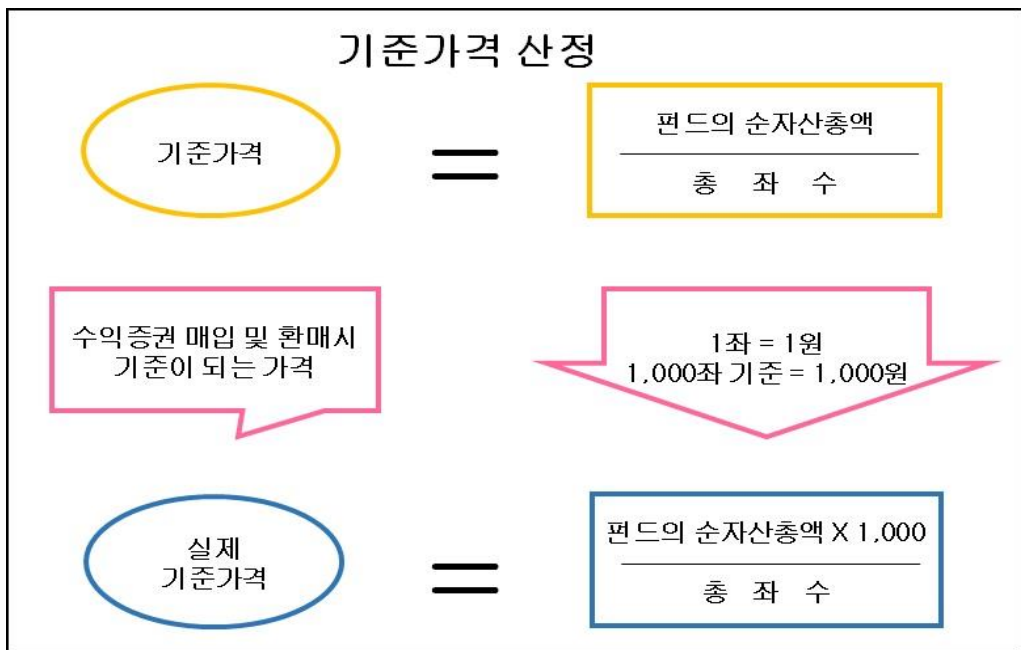 기준가격 산정
기준가격
=
펀드의 순자산총액
총 좌 수
수익증권 매입 및 환매시
기준이 되는 가격
1좌 = 1원
1,000좌 기준 = 1,000원
실제
기준가격
=
펀드의 순자산총액 X 1,000
총 좌 수